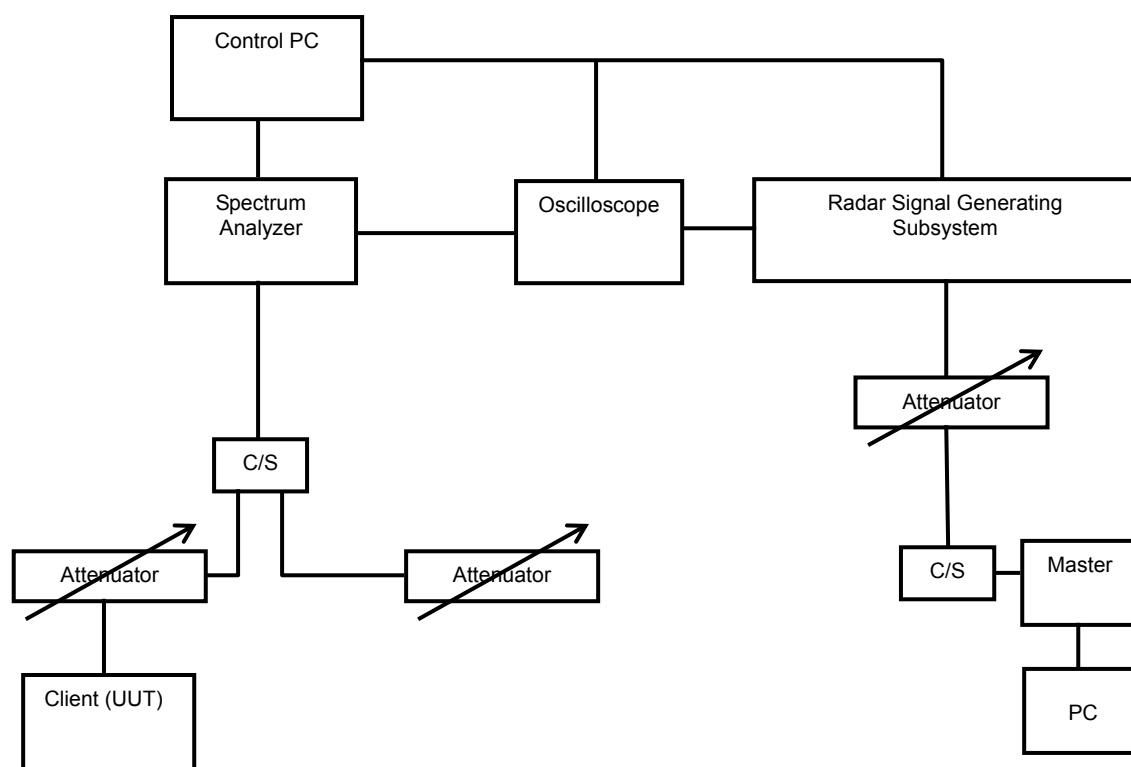 Control PC
Spectrum
Analyzer
Oscilloscope
Radar Signal Generating
Subsystem
Attenuator
C/S
Attenuator
Attenuator
C/S
Master
Client (UUT)
PC